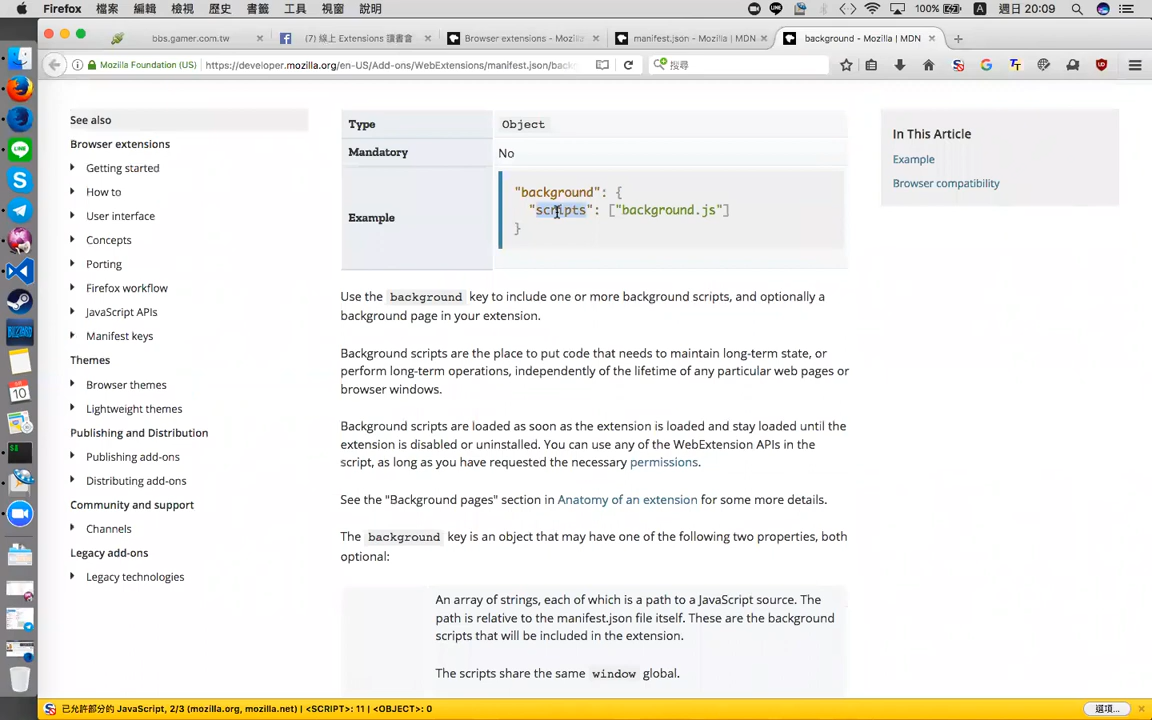 Firefox 檔案 編輯 檢視 歷史 書籤 工具 視窗 說明 100% A 週日 20:09
bbs.gamer.com.tw × (7) 線上 Extensions 讀書會 × Browser extensions - Mozilla × manifest.json - Mozilla | MDN × background - Mozilla | MDN × +
Mozilla Foundation (US) https://developer.mozilla.org/en-US/Add-ons/WebExtensions/manifest.json/back 搜尋
See also
Browser extensions
Getting started
How to
User interface
Concepts
Porting
Firefox workflow
JavaScript APIs
Manifest keys
Themes
Browser themes
Lightweight themes
Publishing and Distribution
Publishing add-ons
Distributing add-ons
Community and support
Channels
Legacy add-ons
Legacy technologies
Type Object
Mandatory No
Example
"background": {
"scripts": ["background.js"]
}
Use the background key to include one or more background scripts, and optionally a
background page in your extension.
Background scripts are the place to put code that needs to maintain long-term state, or
perform long-term operations, independently of the lifetime of any particular web pages or
browser windows.
Background scripts are loaded as soon as the extension is loaded and stay loaded until the
extension is disabled or uninstalled. You can use any of the WebExtension APIs in the
script, as long as you have requested the necessary permissions.
See the "Background pages" section in Anatomy of an extension for some more details.
The background key is an object that may have one of the following two properties, both
optional:
An array of strings, each of which is a path to a JavaScript source. The
path is relative to the manifest.json file itself. These are the background
scripts that will be included in the extension.
The scripts share the same window global.
In This Article
Example
Browser compatibility
已允許部分的 JavaScript, 2/3 (mozilla.org, mozilla.net) | <SCRIPT>: 11 | <OBJECT>: 0 選項... ×